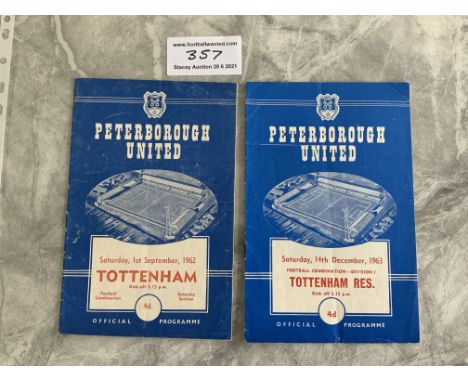 www.footballwanted.com
357
Stacey Auction 28 6 2021
PETERBOROUGH
UNITED
Saturday, 1st September, 1962
TOTTENHAM
Kick-off 3.15 p.m.
Football
Combination
Saturday
Section
4d
OFFICIAL PROGRAMME
PETERBOROUGH
UNITED
Saturday, 14th December, 1963
FOOTBALL COMBINATION—DIVISION I
TOTTENHAM RES.
Kick off 3.15 p.m.
4d
OFFICIAL PROGRAMME